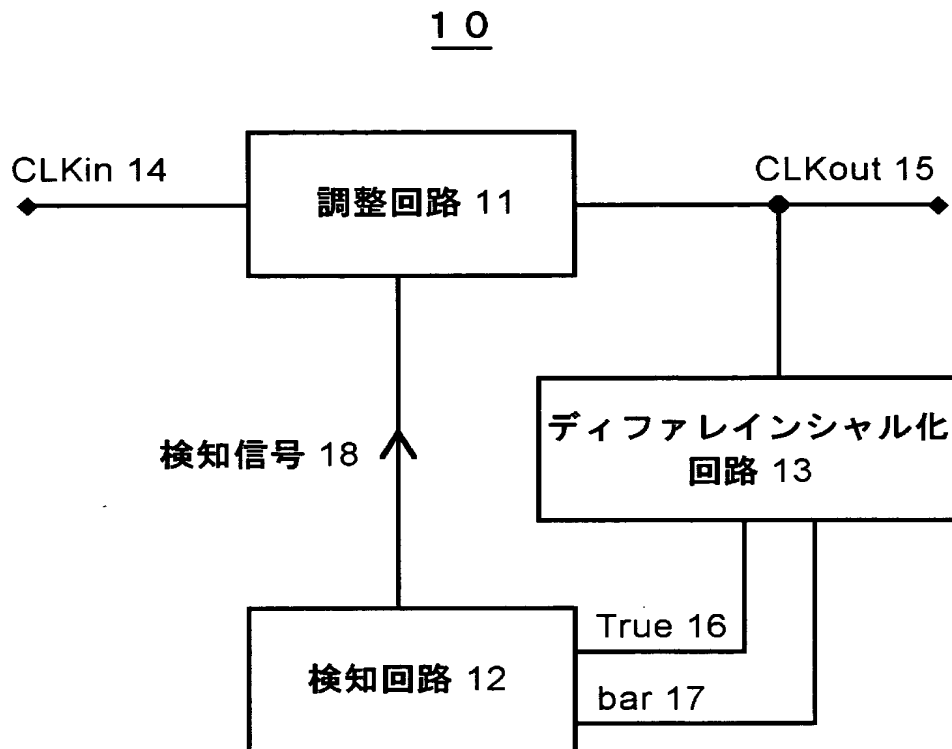 10
CLKin 14
調整回路 11
CLKout 15
ディファレインシャル化
回路 13
検知信号 18
True 16
検知回路 12
bar 17